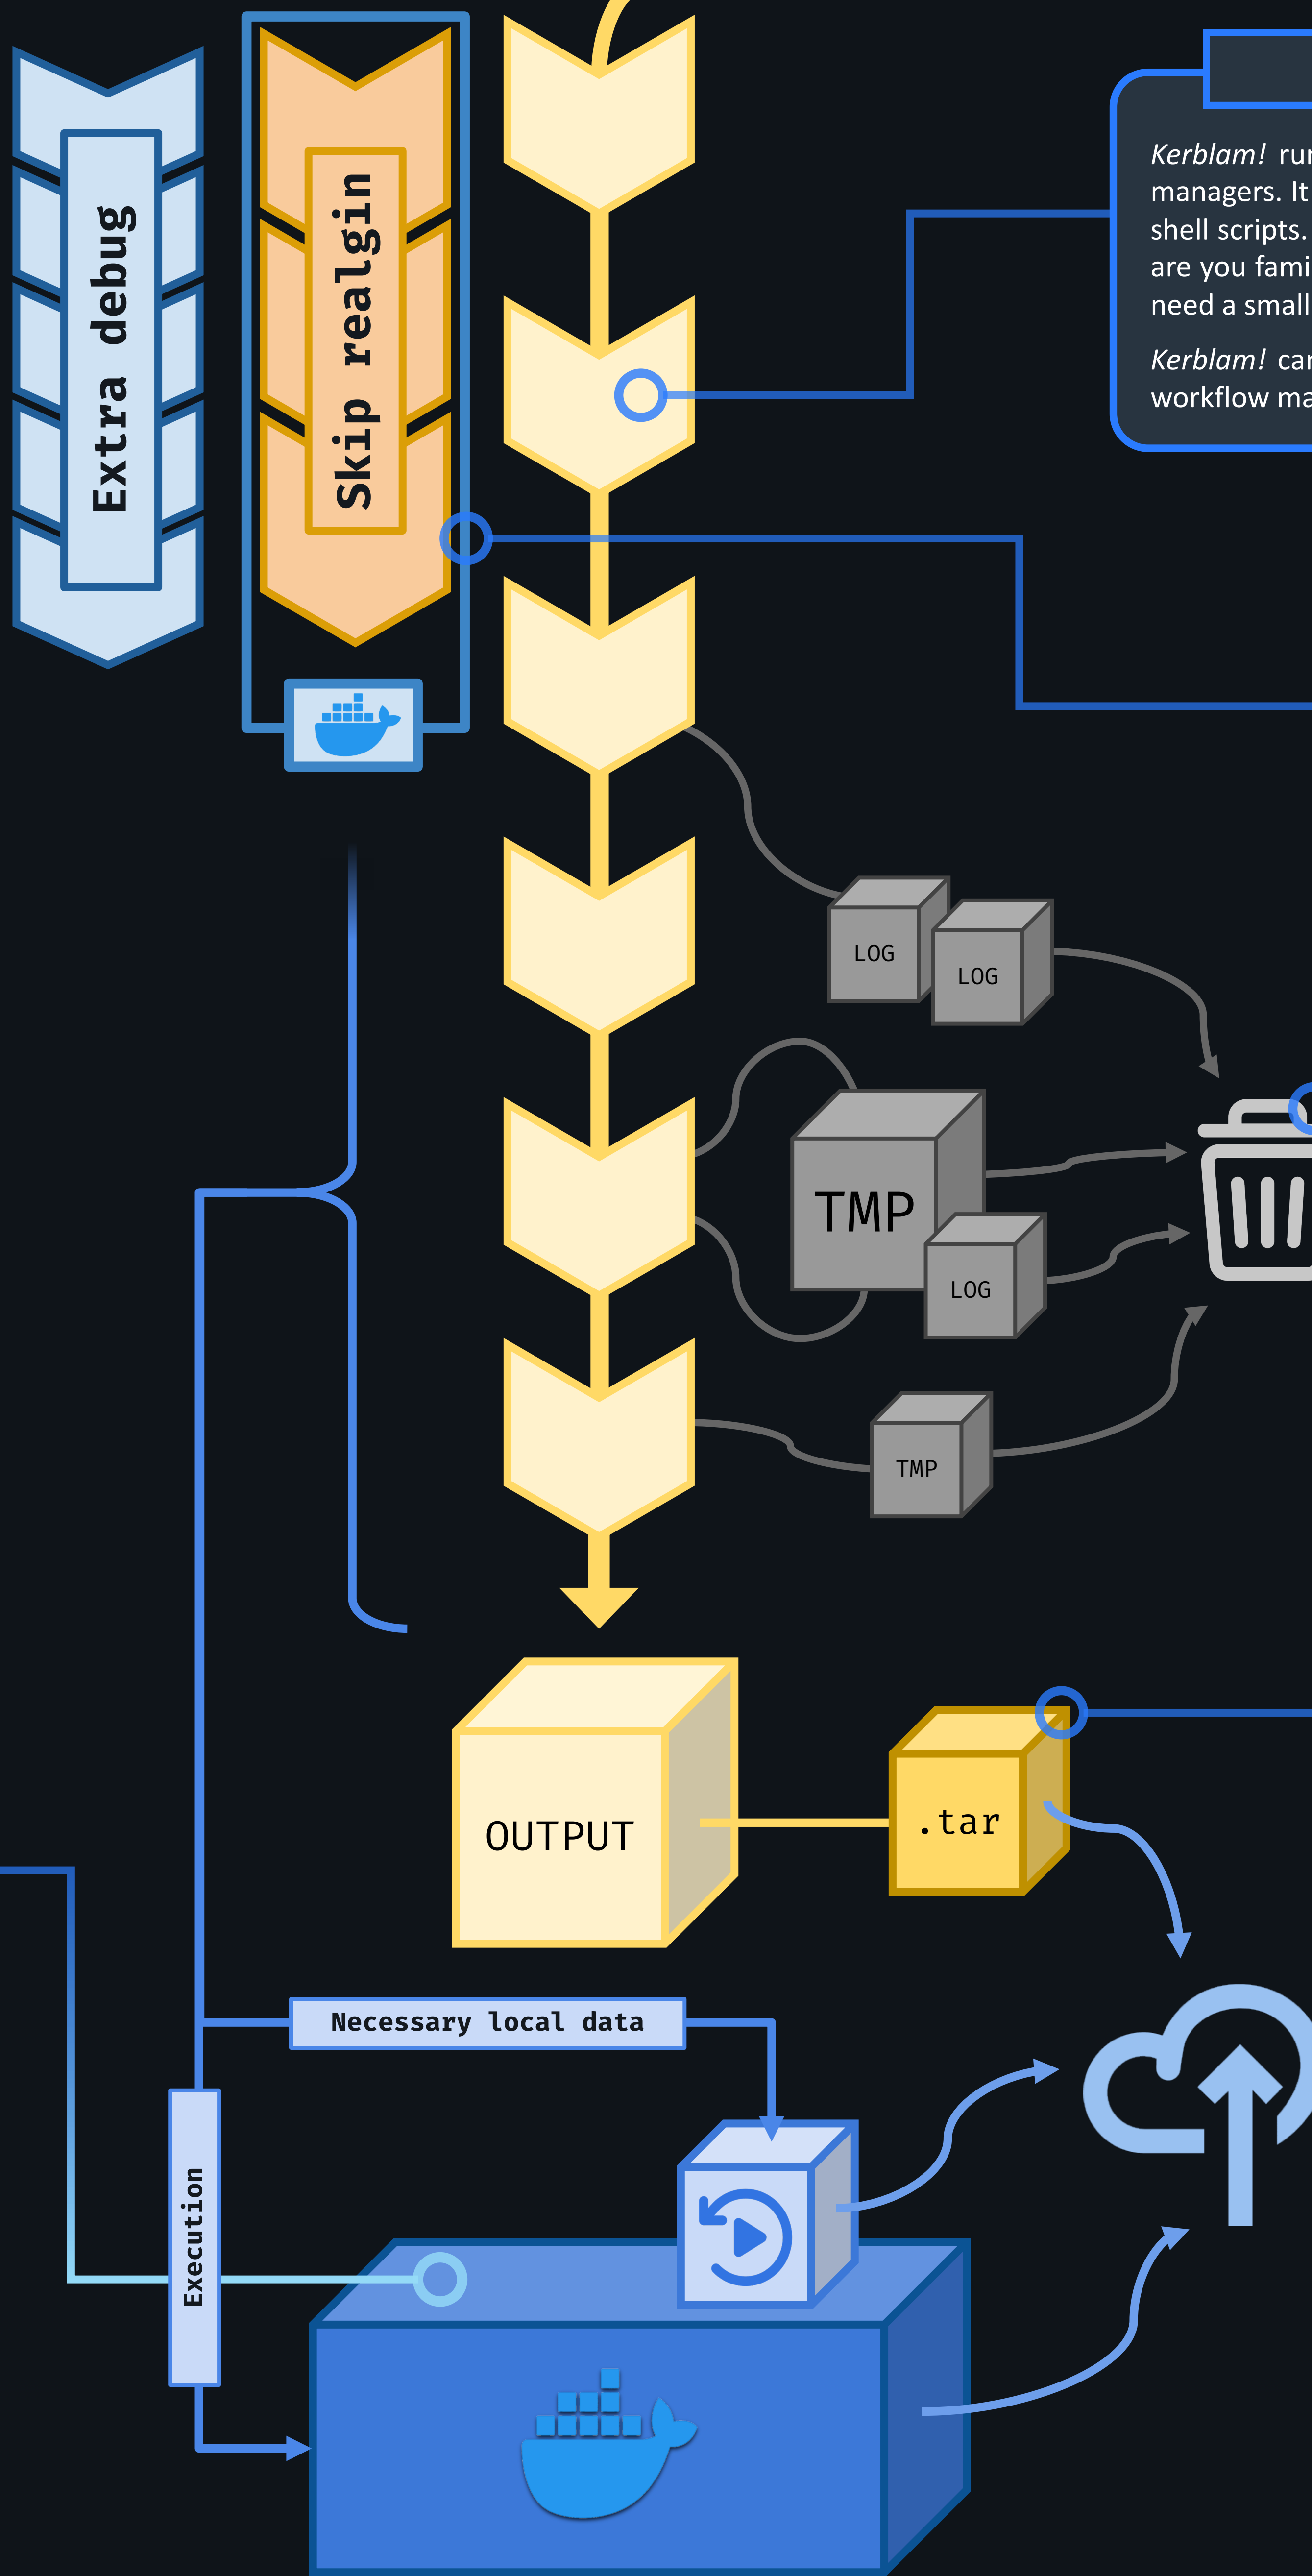 Extra debug
Skip realgin
Kerblam! run
managers. It
shell scripts.
are you fami
need a small
Kerblam! can
workflow ma
LOG
LOG
TMP
LOG
TMP
OUTPUT
.tar
Necessary local data
Execution